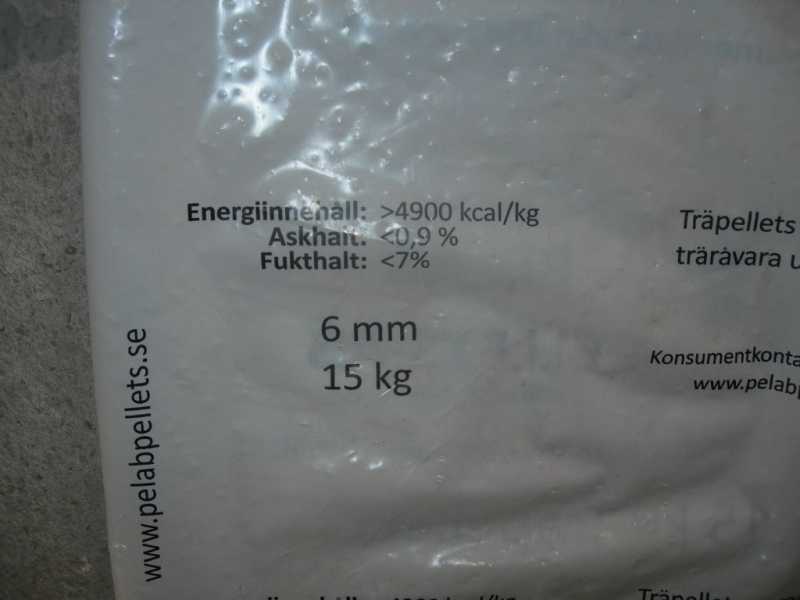 Energiinnehåll: >4900 kcal/kg
Askhalt: <0,9 %
Fukthalt: <7%
6 mm
15 kg
www.pelabpellets.se
Träpellets
träråvara u
Konsumentkonta
www.pelabp
Träpellets